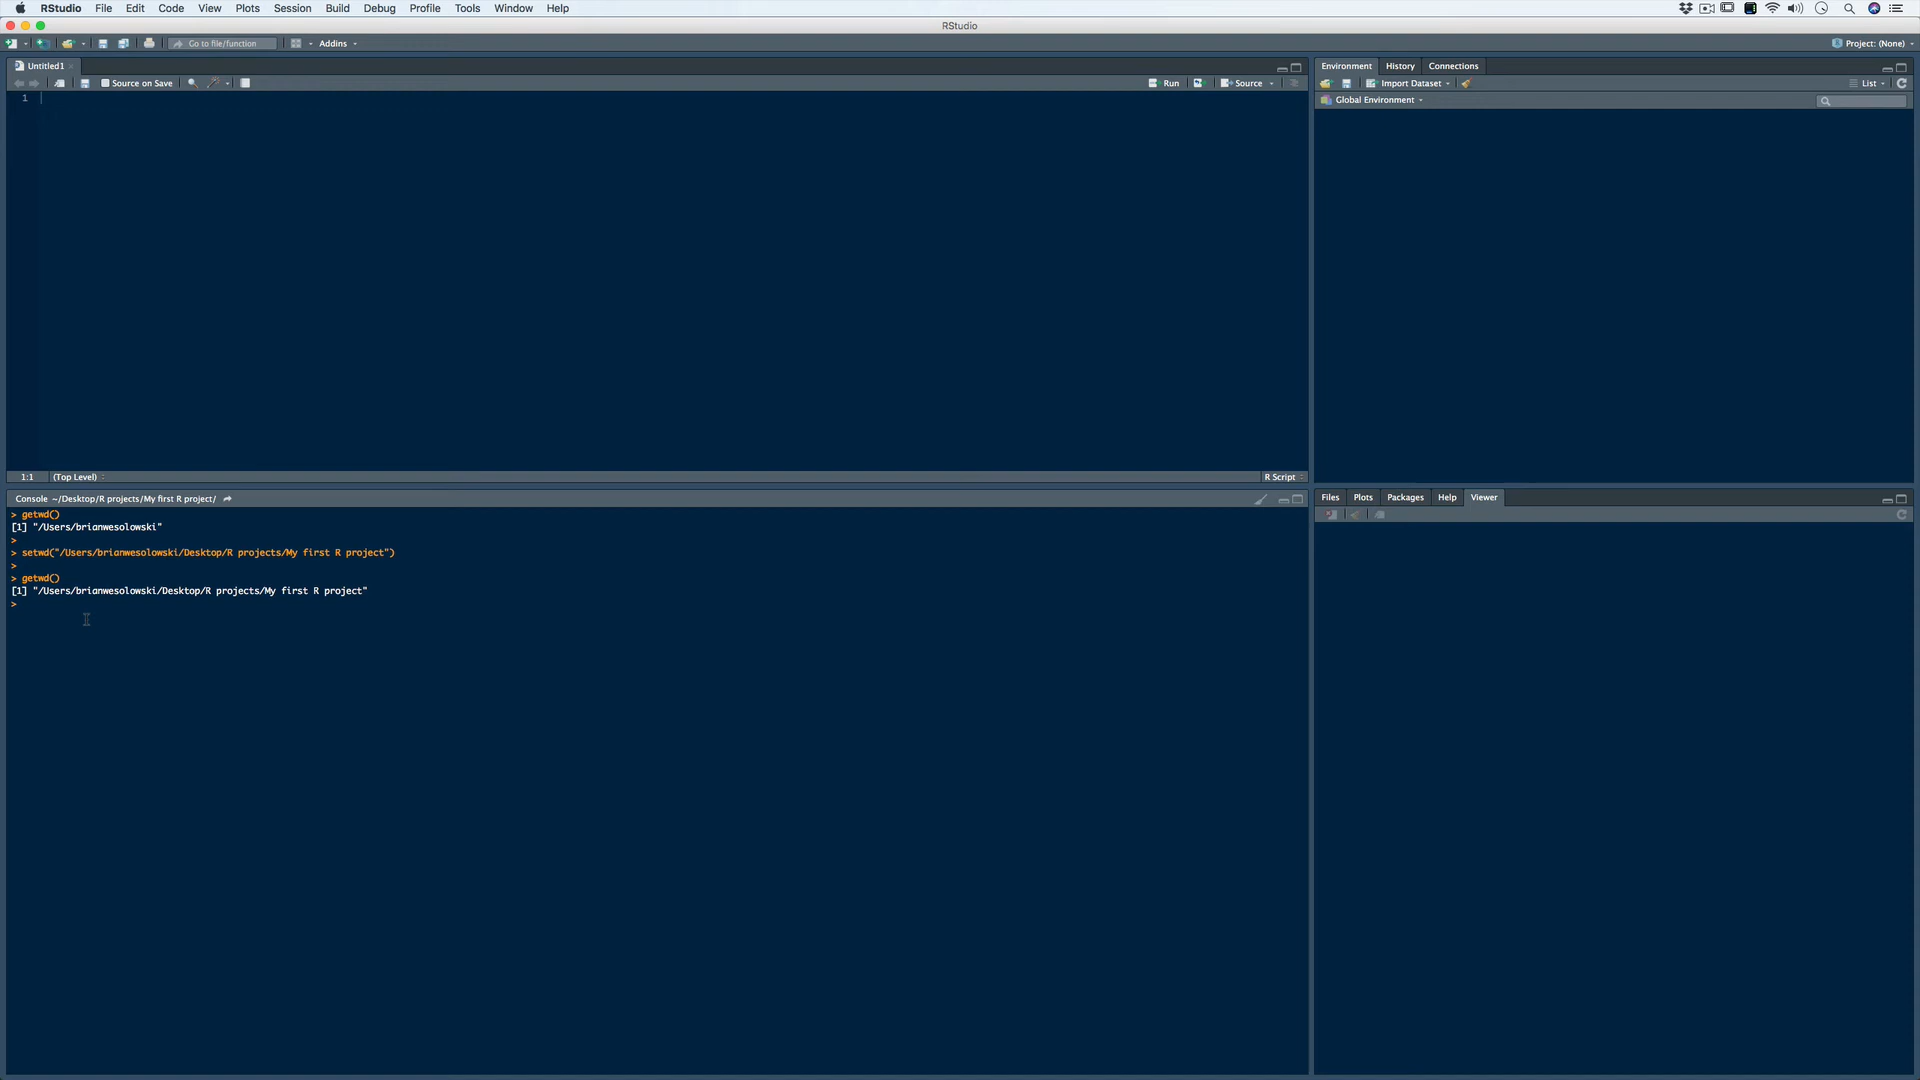 RStudio File Edit Code View Plots Session Build Debug Profile Tools Window Help
RStudio
Go to file/function Addins Project: (None)
Untitled1
Source on Save Run Source
1
1:1 (Top Level) R Script
Console ~/Desktop/R projects/My first R project/
> getwd()
[1] "/Users/brianwesolowski"
>
> setwd("/Users/brianwesolowski/Desktop/R projects/My first R project")
>
> getwd()
[1] "/Users/brianwesolowski/Desktop/R projects/My first R project"
>
Environment History Connections
Import Dataset List
Global Environment
Files Plots Packages Help Viewer